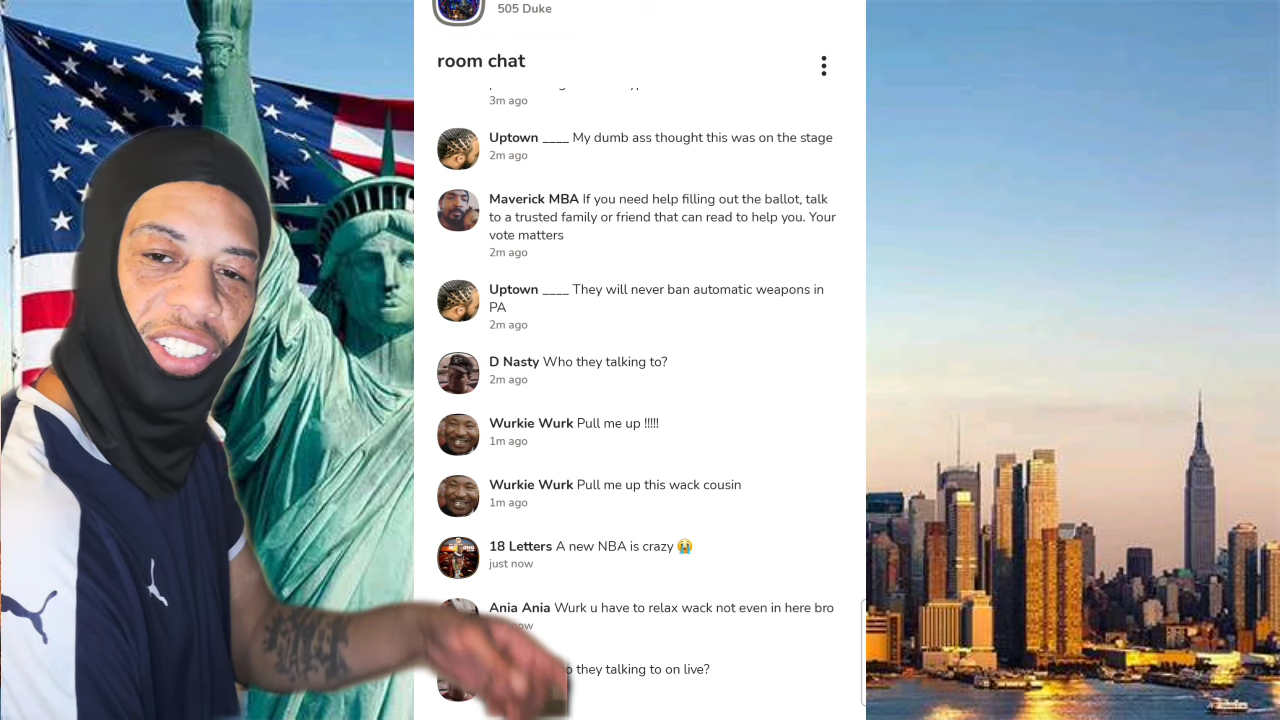 505 Duke
room chat
3m ago
Uptown ____ My dumb ass thought this was on the stage
2m ago
Maverick MBA If you need help filling out the ballot, talk
to a trusted family or friend that can read to help you. Your
vote matters
2m ago
Uptown ____ They will never ban automatic weapons in
PA
2m ago
D Nasty Who they talking to?
2m ago
Wurkie Wurk Pull me up !!!!!
1m ago
Wurkie Wurk Pull me up this wack cousin
1m ago
18 Letters A new NBA is crazy 😭
just now
Ania Ania Wurk u have to relax wack not even in here bro
now
they talking to on live?